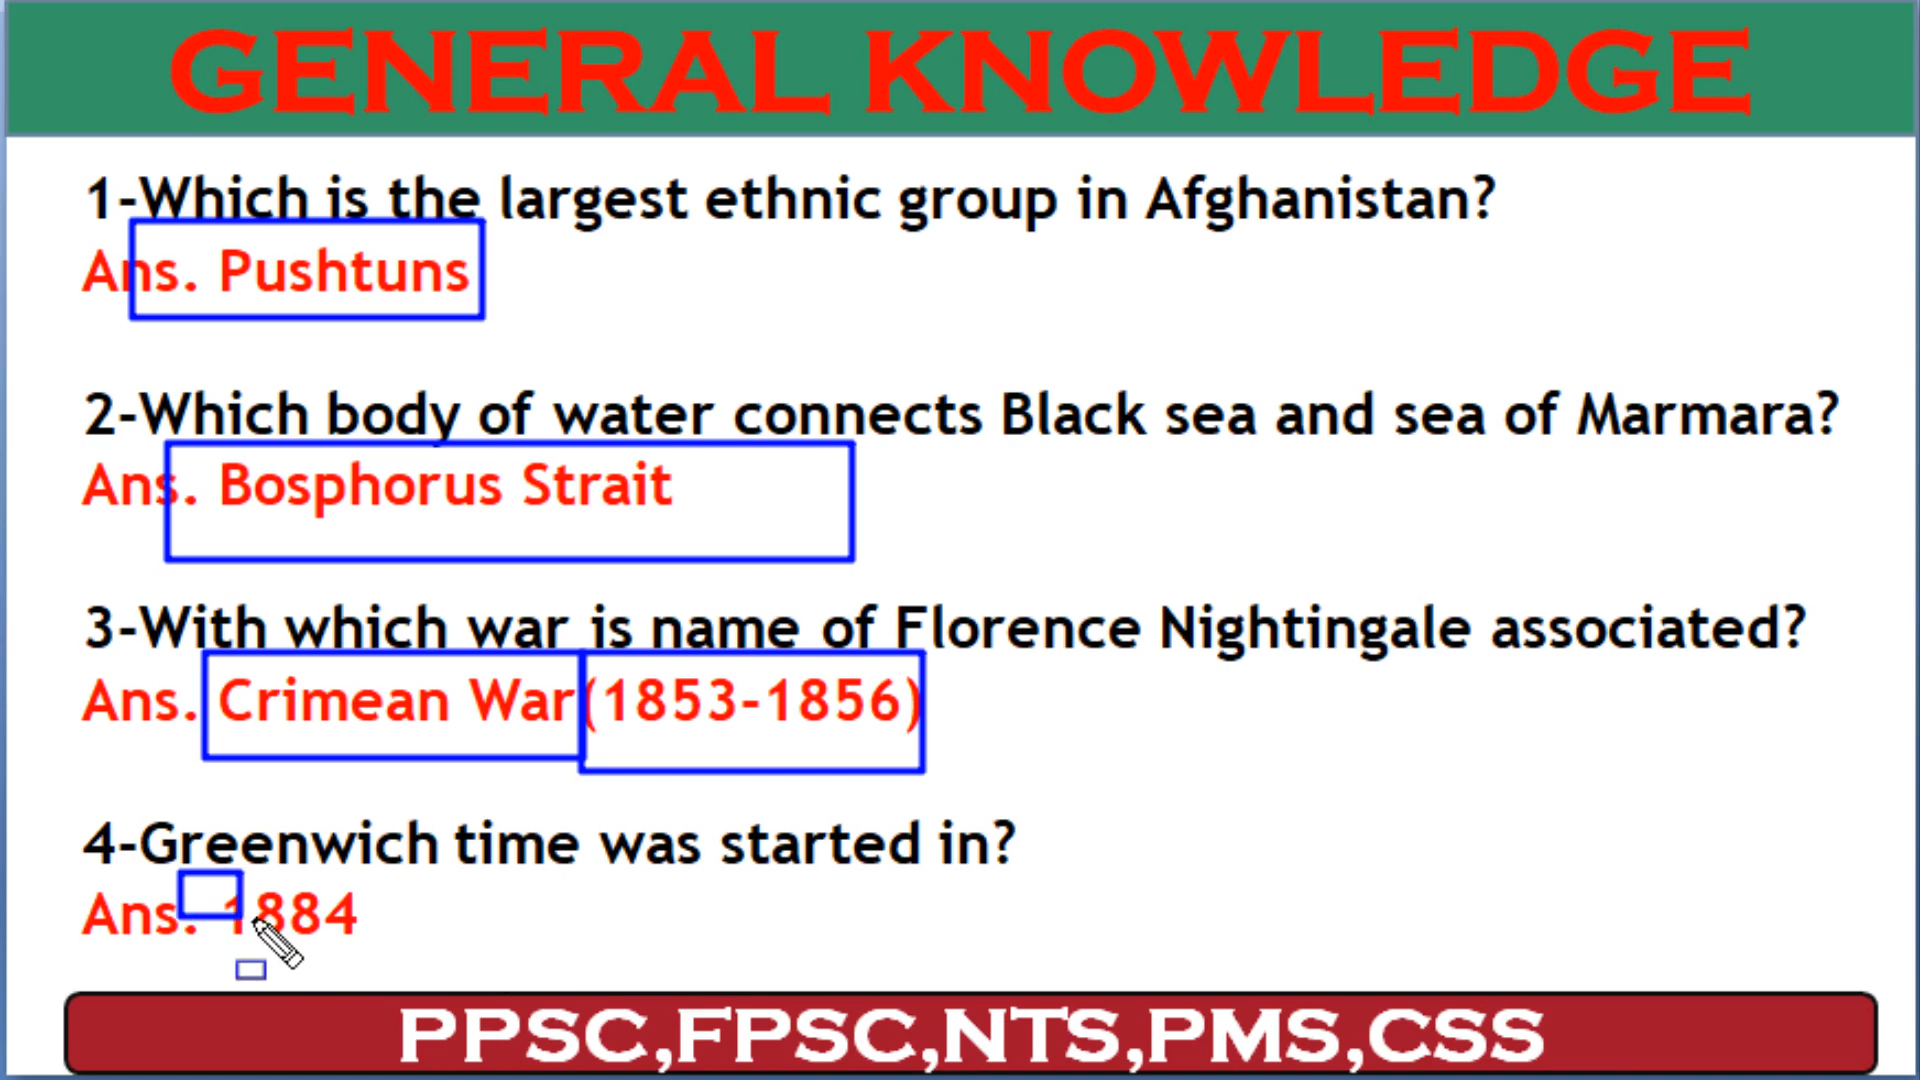 GENERAL KNOWLEDGE
1-Which is the largest ethnic group in Afghanistan?
Ans. Pushtuns
2-Which body of water connects Black sea and sea of Marmara?
Ans. Bosphorus Strait
3-With which war is name of Florence Nightingale associated?
Ans. Crimean War(1853-1856)
4-Greenwich time was started in?
Ans. 1884
PPSC,FPSC,NTS,PMS,CSS